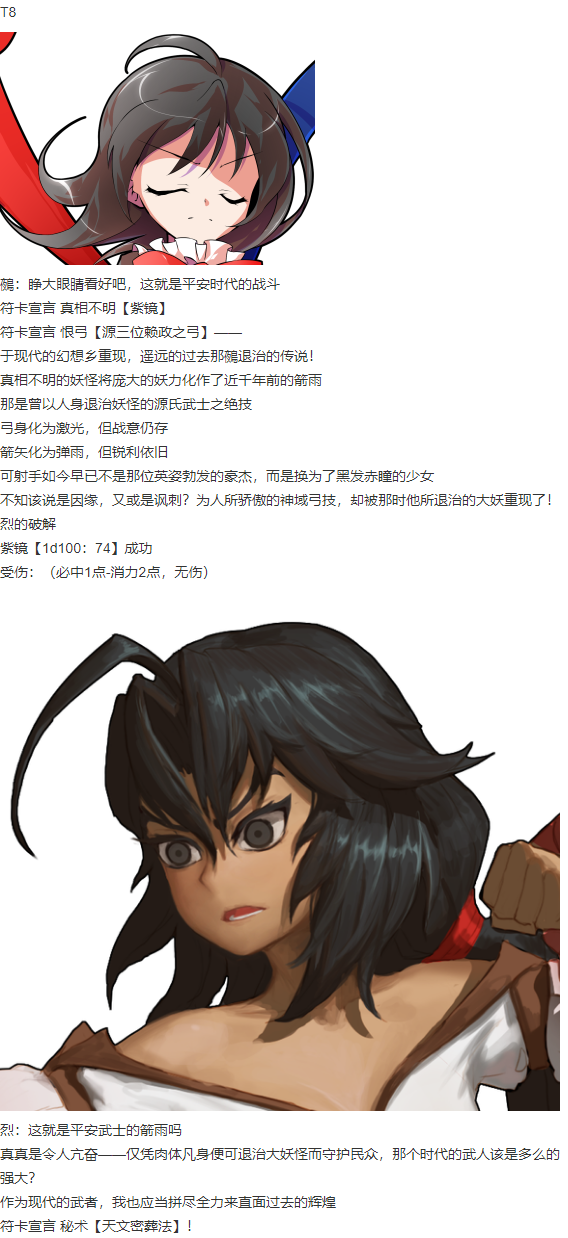 T8
鵺：睁大眼睛看好吧，这就是平安时代的战斗
符卡宣言 真相不明【紫镜】
符卡宣言 恨弓【源三位赖政之弓】——
于现代的幻想乡重现，遥远的过去那鵺退治的传说！
真相不明的妖怪将庞大的妖力化作了近千年前的箭雨
那是曾以人身退治妖怪的源氏武士之绝技
弓身化为激光，但战意仍存
箭矢化为弹雨，但锐利依旧
可射手如今早已不是那位英姿勃发的豪杰，而是换为了黑发赤瞳的少女
不知该说是因缘，又或是讽刺？为人所骄傲的神域弓技，却被那时他所退治的大妖重现了！
烈的破解
紫镜【1d100：74】成功
受伤：（必中1点-消力2点，无伤）
烈：这就是平安武士的箭雨吗
真真是令人亢奋——仅凭肉体凡身便可退治大妖怪而守护民众，那个时代的武人该是多么的
强大？
作为现代的武者，我也应当拼尽全力来直面过去的辉煌
符卡宣言 秘术【天文密葬法】！